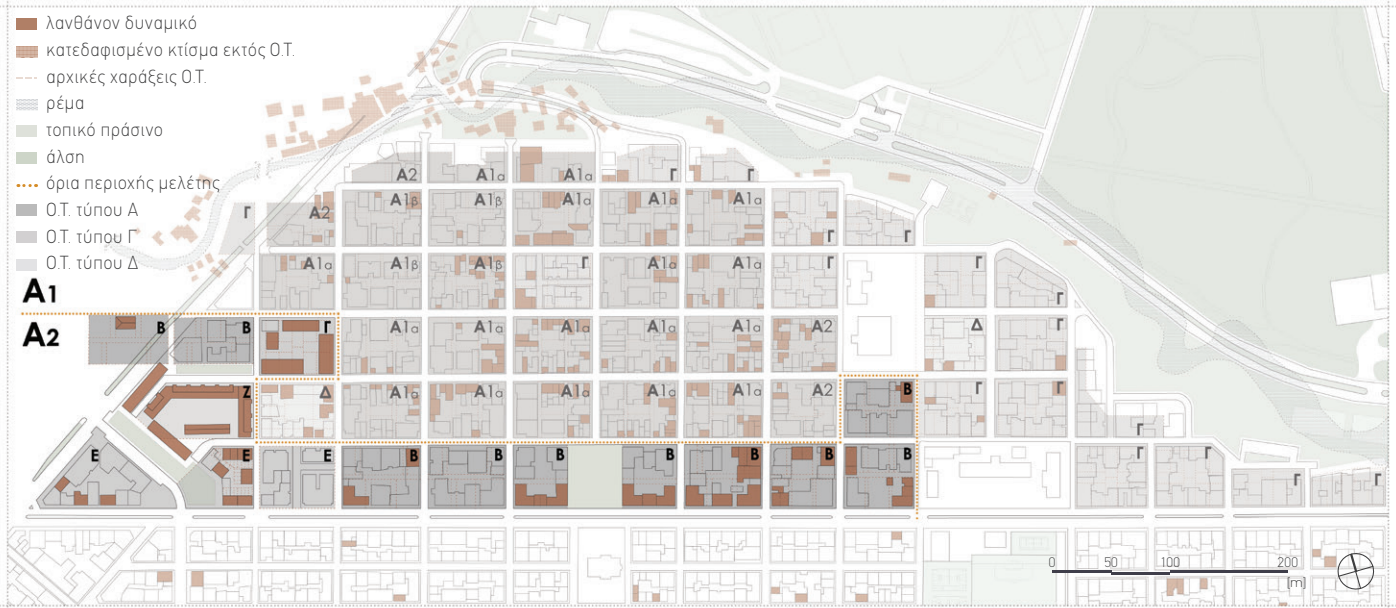 λανθάνον δυναμικό
κατεδαφισμένο κτίσμα εκτός Ο.Τ.
αρχικές χαράξεις Ο.Τ.
ρέμα
τοπικό πράσινο
άλση
όρια περιοχής μελέτης
Ο.Τ. τύπου Α
Ο.Τ. τύπου Γ
Ο.Τ. τύπου Δ
Α1
Α2
Α2 Α1α Α1α Γ Γ
Γ Α2 Α1β Α1β Α1α Α1α Α1α Γ Γ
Α1α Α1β Α1β Γ Α1α Α1α Γ Γ Γ
Β Β Γ Α1α Α1α Α1α Α1α Α1α Α2 Δ Γ
Ζ Δ Α1α Α1α Α1α Α1α Α1α Α2 Β Γ Γ Γ
Ε Ε Ε Β Β Β Β Β Β Β Γ Γ Γ Γ
0 50 100 200
[m]